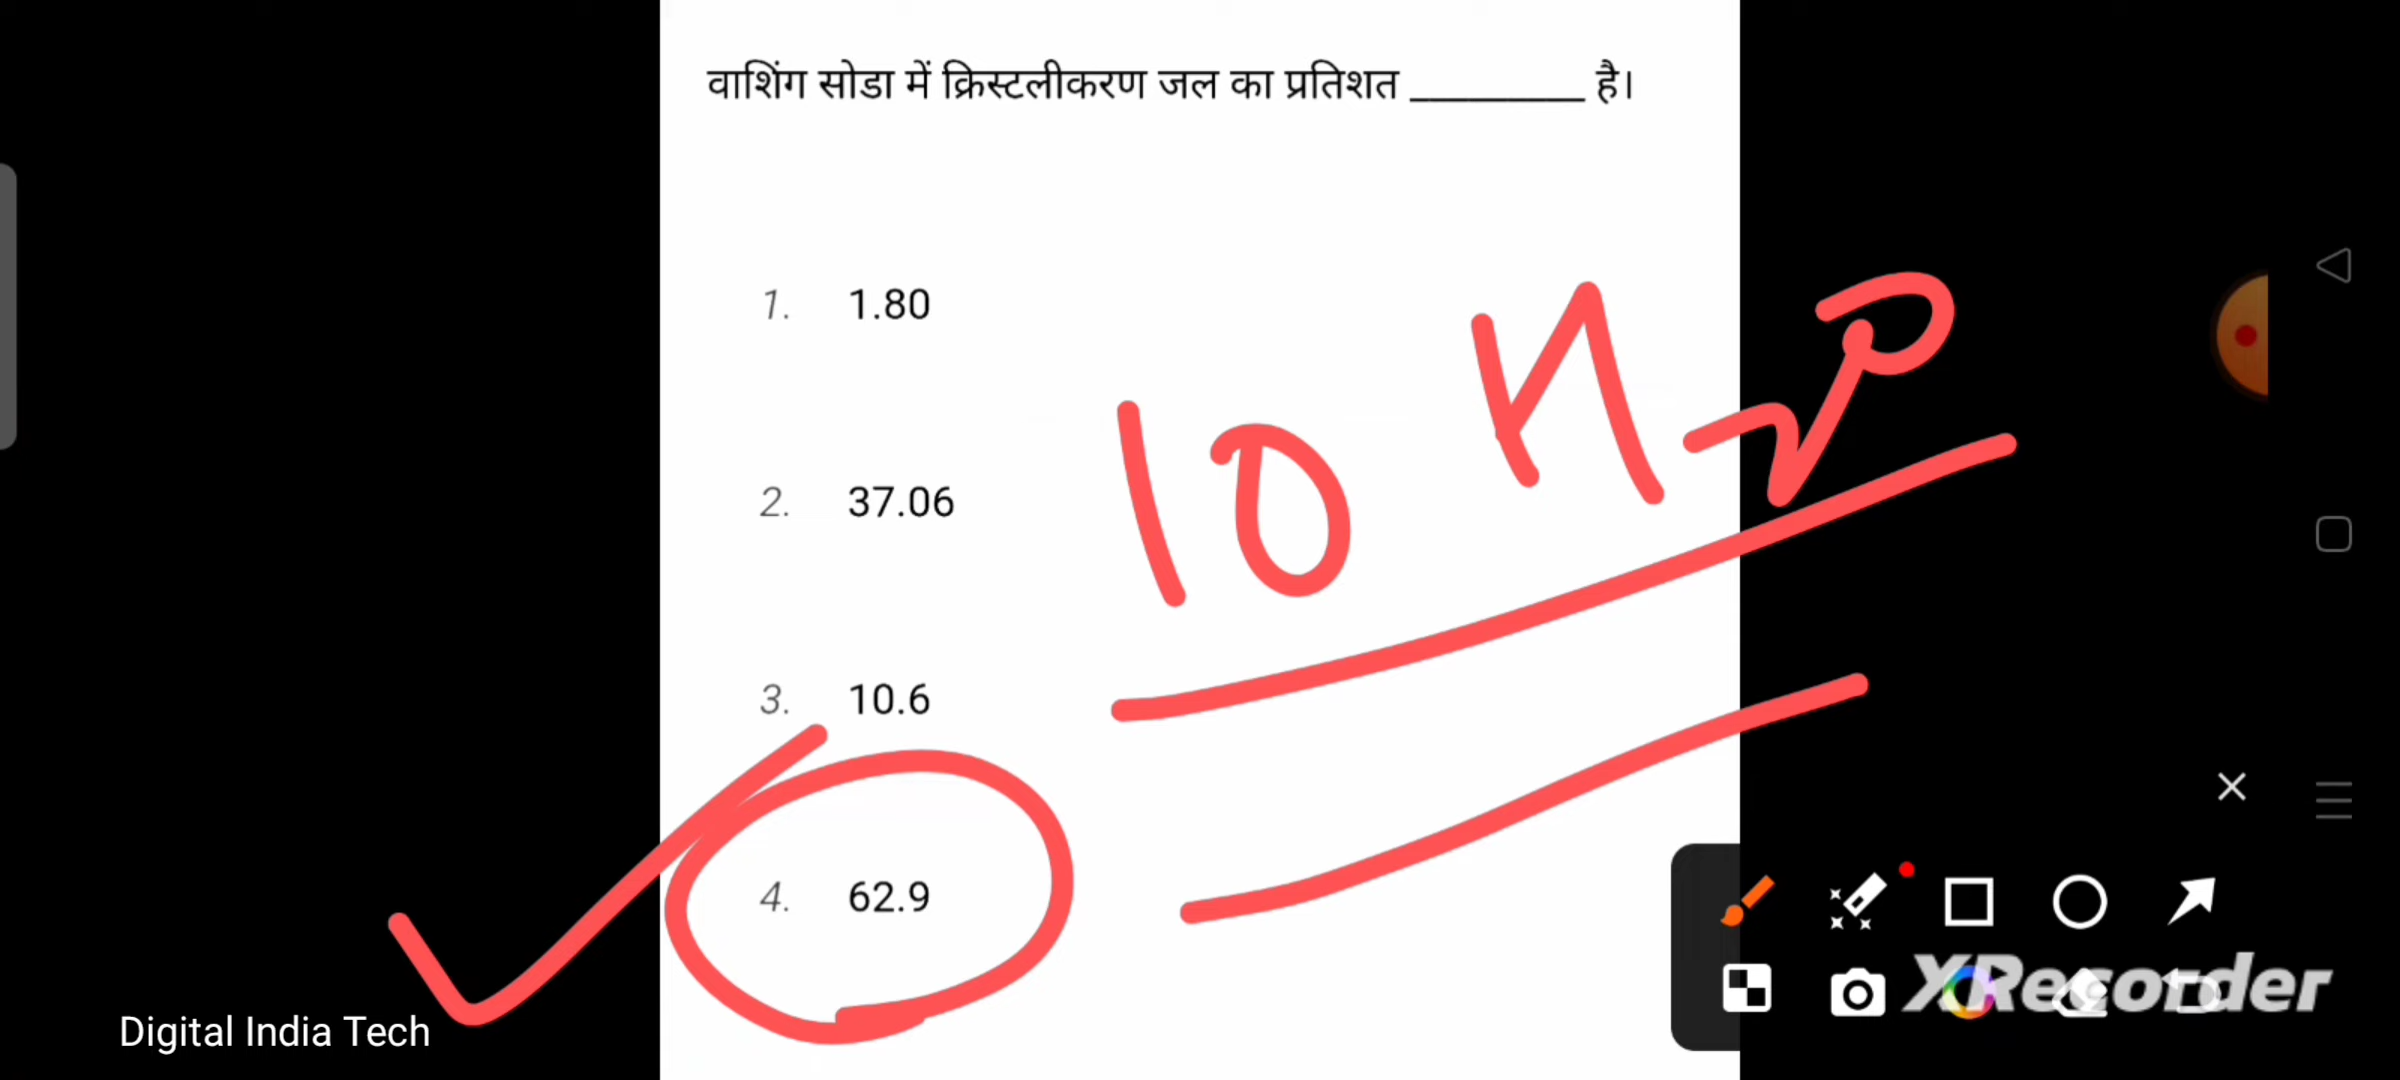 वाशिंग सोडा में क्रिस्टलीकरण जल का प्रतिशत ________ है।
1. 1.80
10 H2O
2. 37.06
3. 10.6
4. 62.9
Digital India Tech
XRecorder